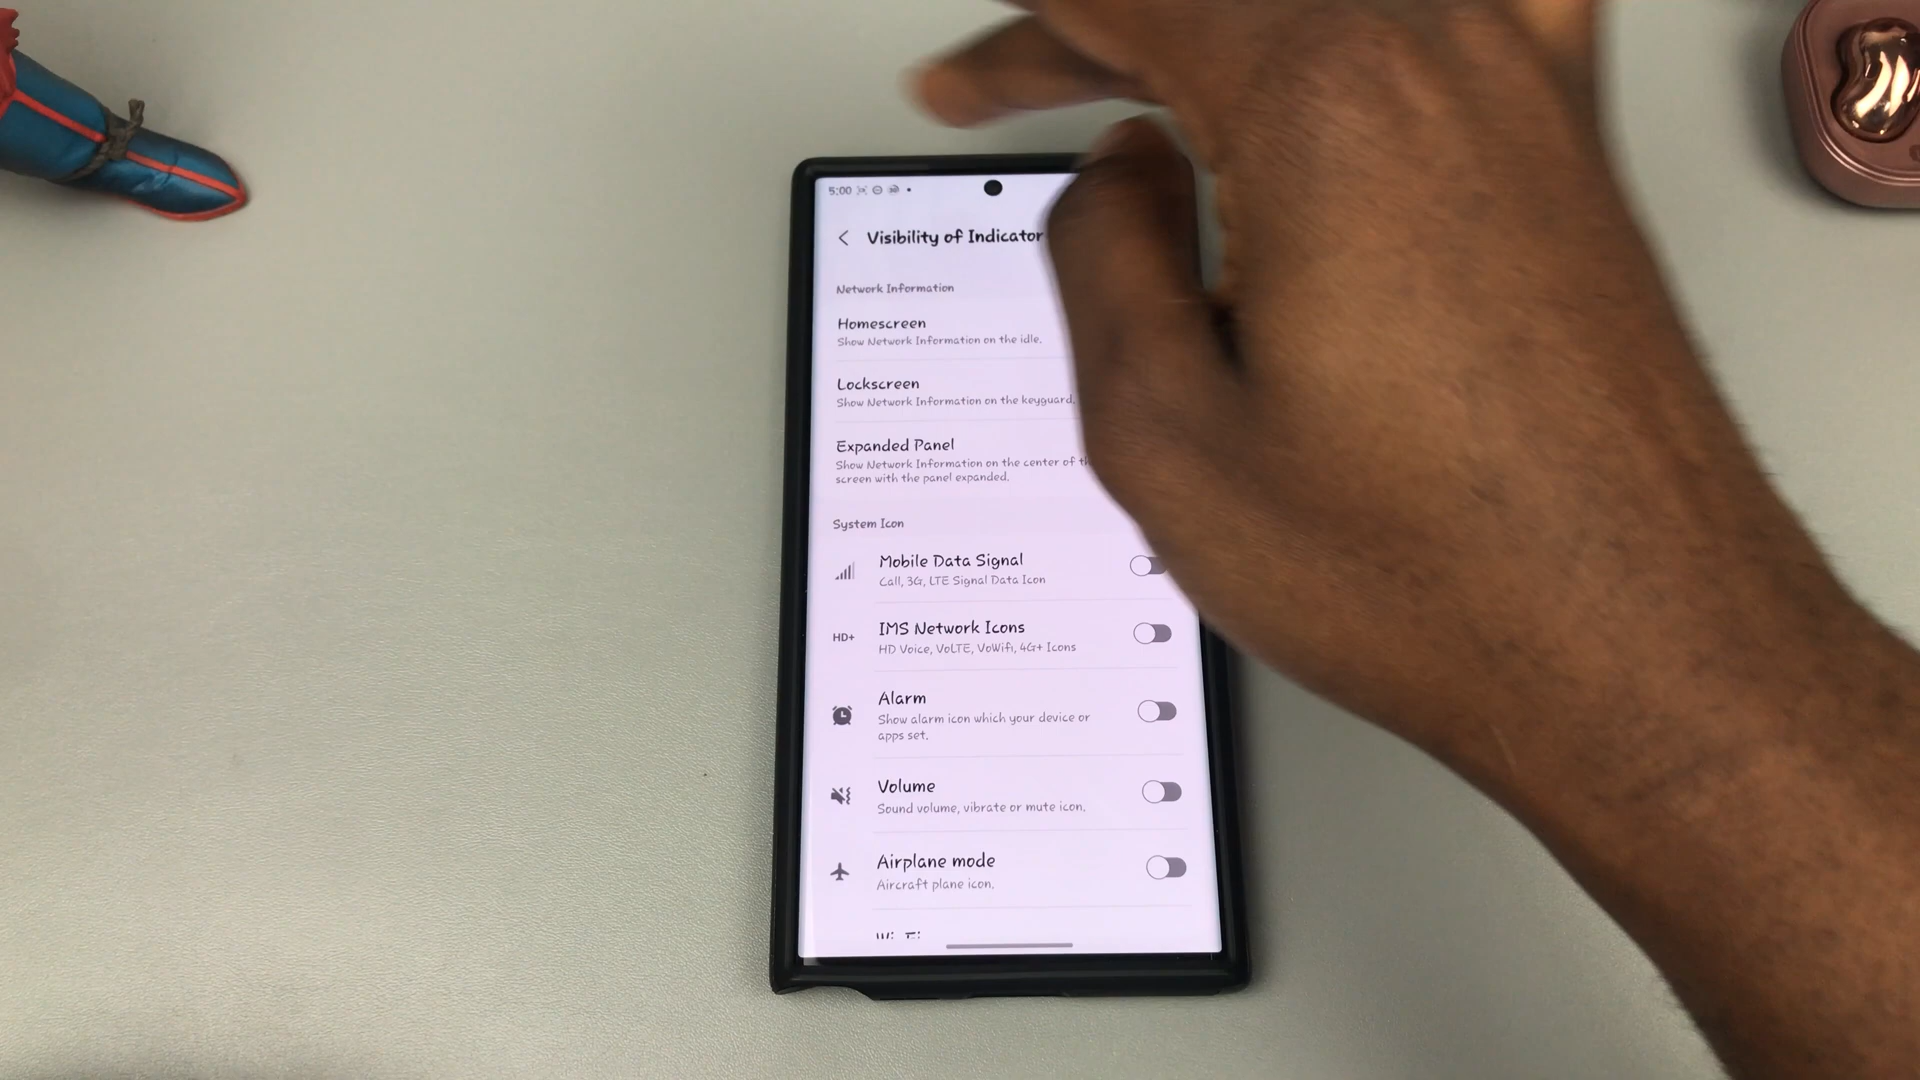 5:00
Visibility of Indicator
Network Information
Homescreen
Show Network Information on the idle.
Lockscreen
Show Network Information on the keyguard.
Expanded Panel
Show Network Information on the center of
screen with the panel expanded.
System Icon
Mobile Data Signal
Call, 3G, LTE Signal Data Icon
HD+
IMS Network Icons
HD Voice, VoLTE, VoWifi, 4G+ Icons
Alarm
Show alarm icon which your device or
apps set.
Volume
Sound volume, vibrate or mute icon.
Airplane mode
Aircraft plane icon.